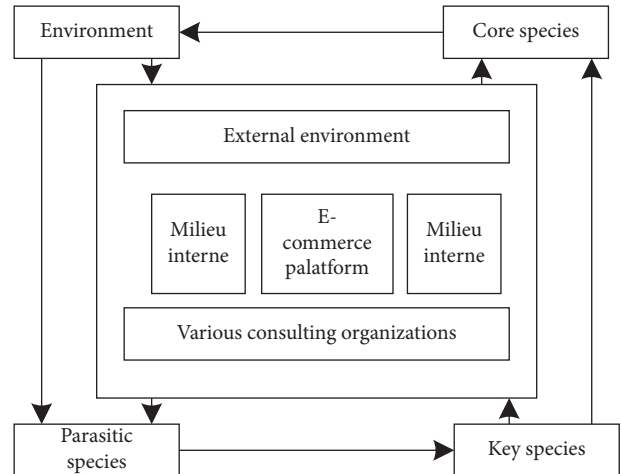 Environment
Core species
External environment
Milieu
interne
E-
commerce
palatform
Milieu
interne
Various consulting organizations
Parasitic
species
Key species